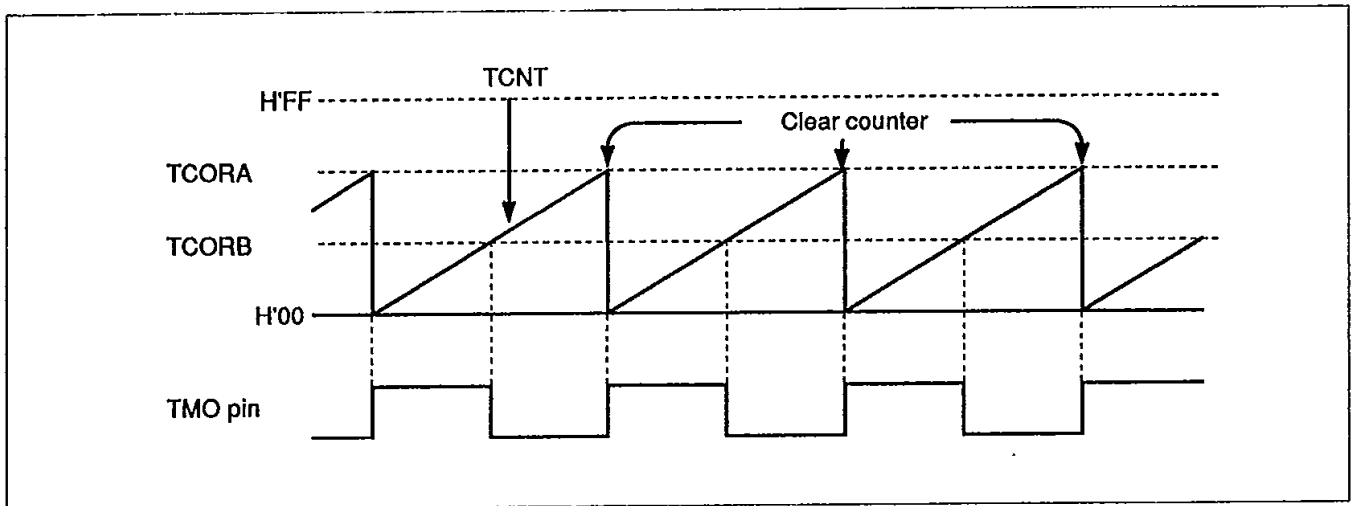 TCNT
H'FF
Clear counter
TCORA
TCORB
H'00
TMO pin